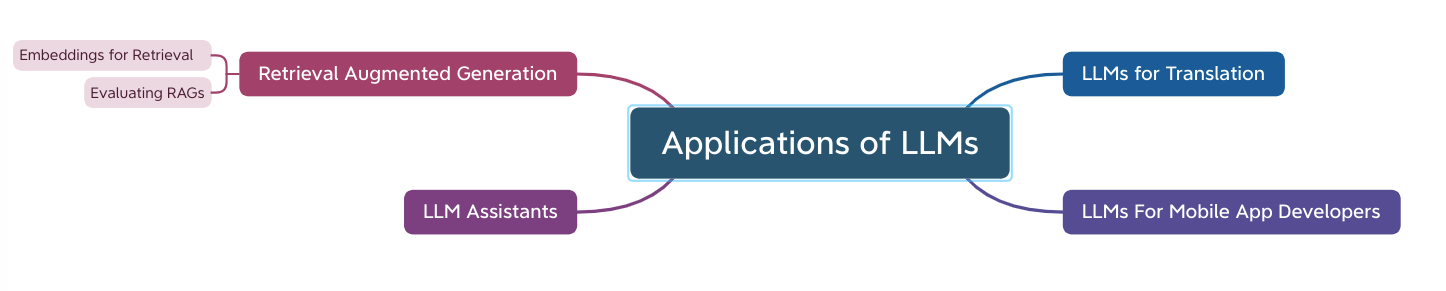 Embeddings for Retrieval
Evaluating RAGs
Retrieval Augmented Generation
LLM Assistants
Applications of LLMs
LLMs for Translation
LLMs For Mobile App Developers